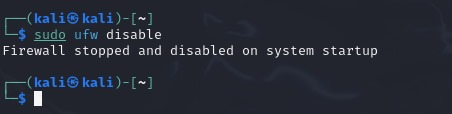 ┌──(kali㉿kali)-[~]
└─$ sudo ufw disable
Firewall stopped and disabled on system startup
┌──(kali㉿kali)-[~]
└─$